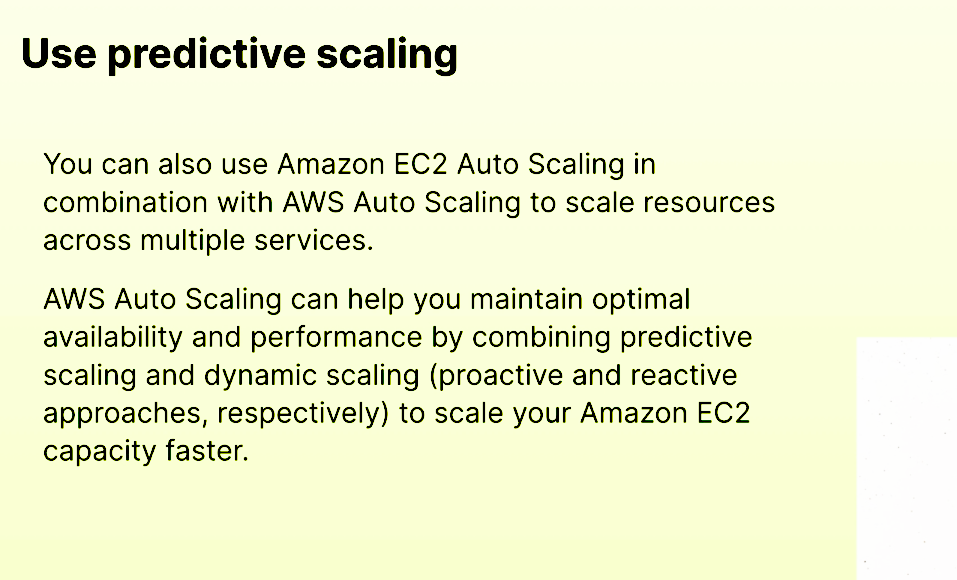 Use predictive scaling
You can also use Amazon EC2 Auto Scaling in
combination with AWS Auto Scaling to scale resources
across multiple services.
AWS Auto Scaling can help you maintain optimal
availability and performance by combining predictive
scaling and dynamic scaling (proactive and reactive
approaches, respectively) to scale your Amazon EC2
capacity faster.